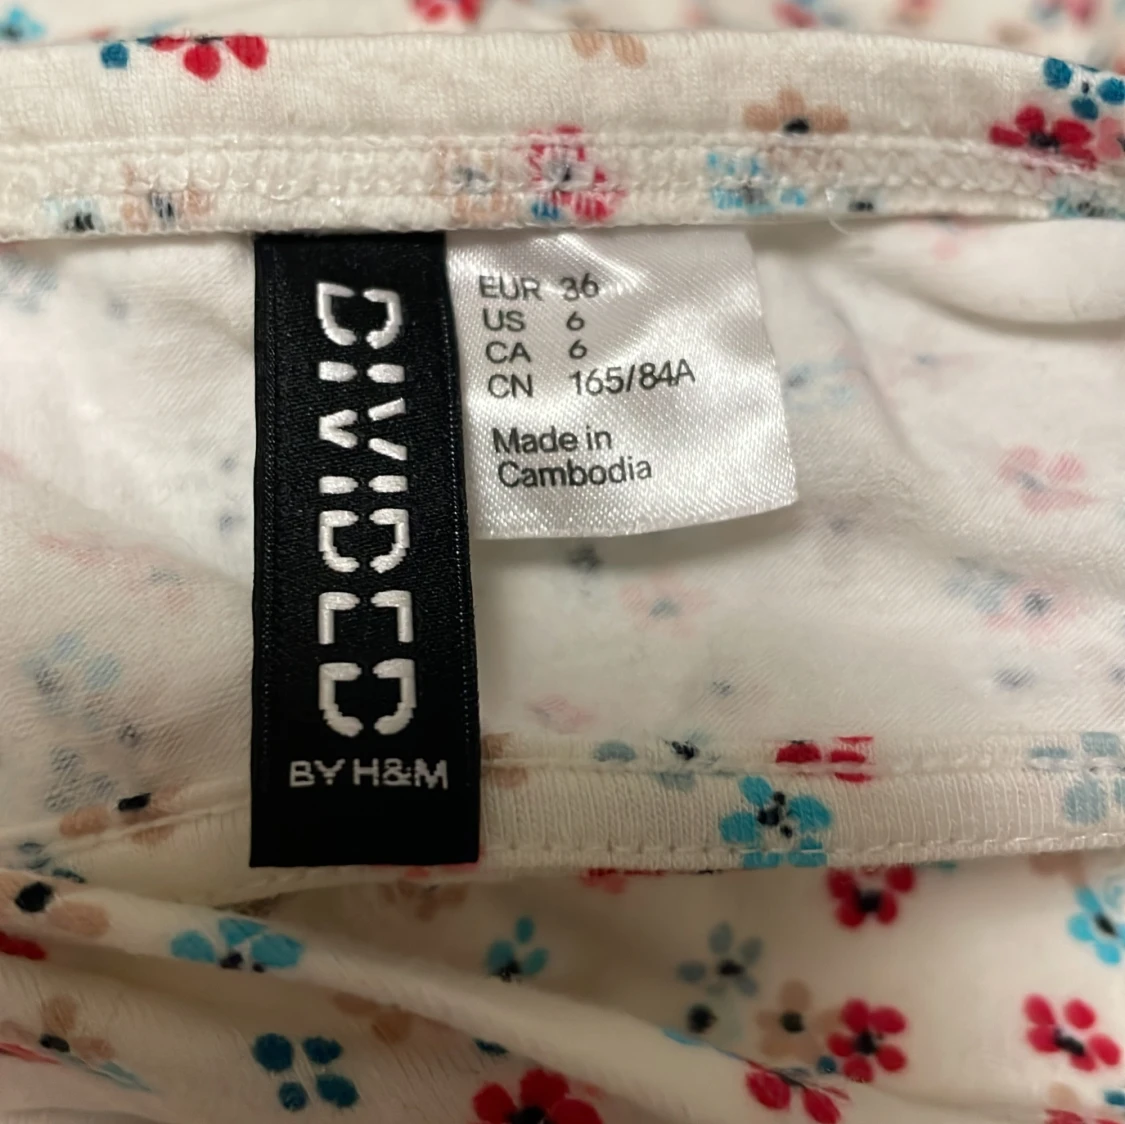 DIVIDED
BY H&M
EUR 36
US 6
CA 6
CN 165/84A
Made in
Cambodia